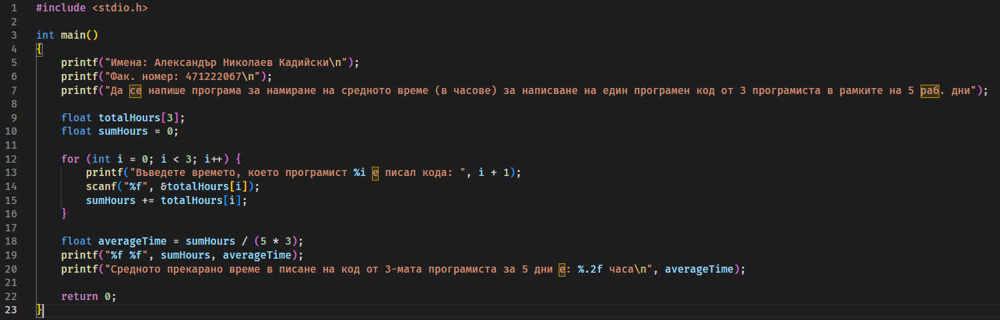 1 #include <stdio.h>
2
3 int main()
4 {
5     printf("Имена: Александър Николаев Кадийски\n");
6     printf("Фак. номер: 471222067\n");
7     printf("Да се напише програма за намиране на средното време (в часове) за написване на един програмен код от 3 програмиста в рамките на 5 раб. дни");
8
9     float totalHours[3];
10     float sumHours = 0;
11
12     for (int i = 0; i < 3; i++) {
13         printf("Въведете времето, което програмист %i е писал кода: ", i + 1);
14         scanf("%f", &totalHours[i]);
15         sumHours += totalHours[i];
16     }
17
18     float averageTime = sumHours / (5 * 3);
19     printf("%f %f", sumHours, averageTime);
20     printf("Средното прекарано време в писане на код от 3-мата програмиста за 5 дни е: %.2f часа\n", averageTime);
21
22     return 0;
23 }